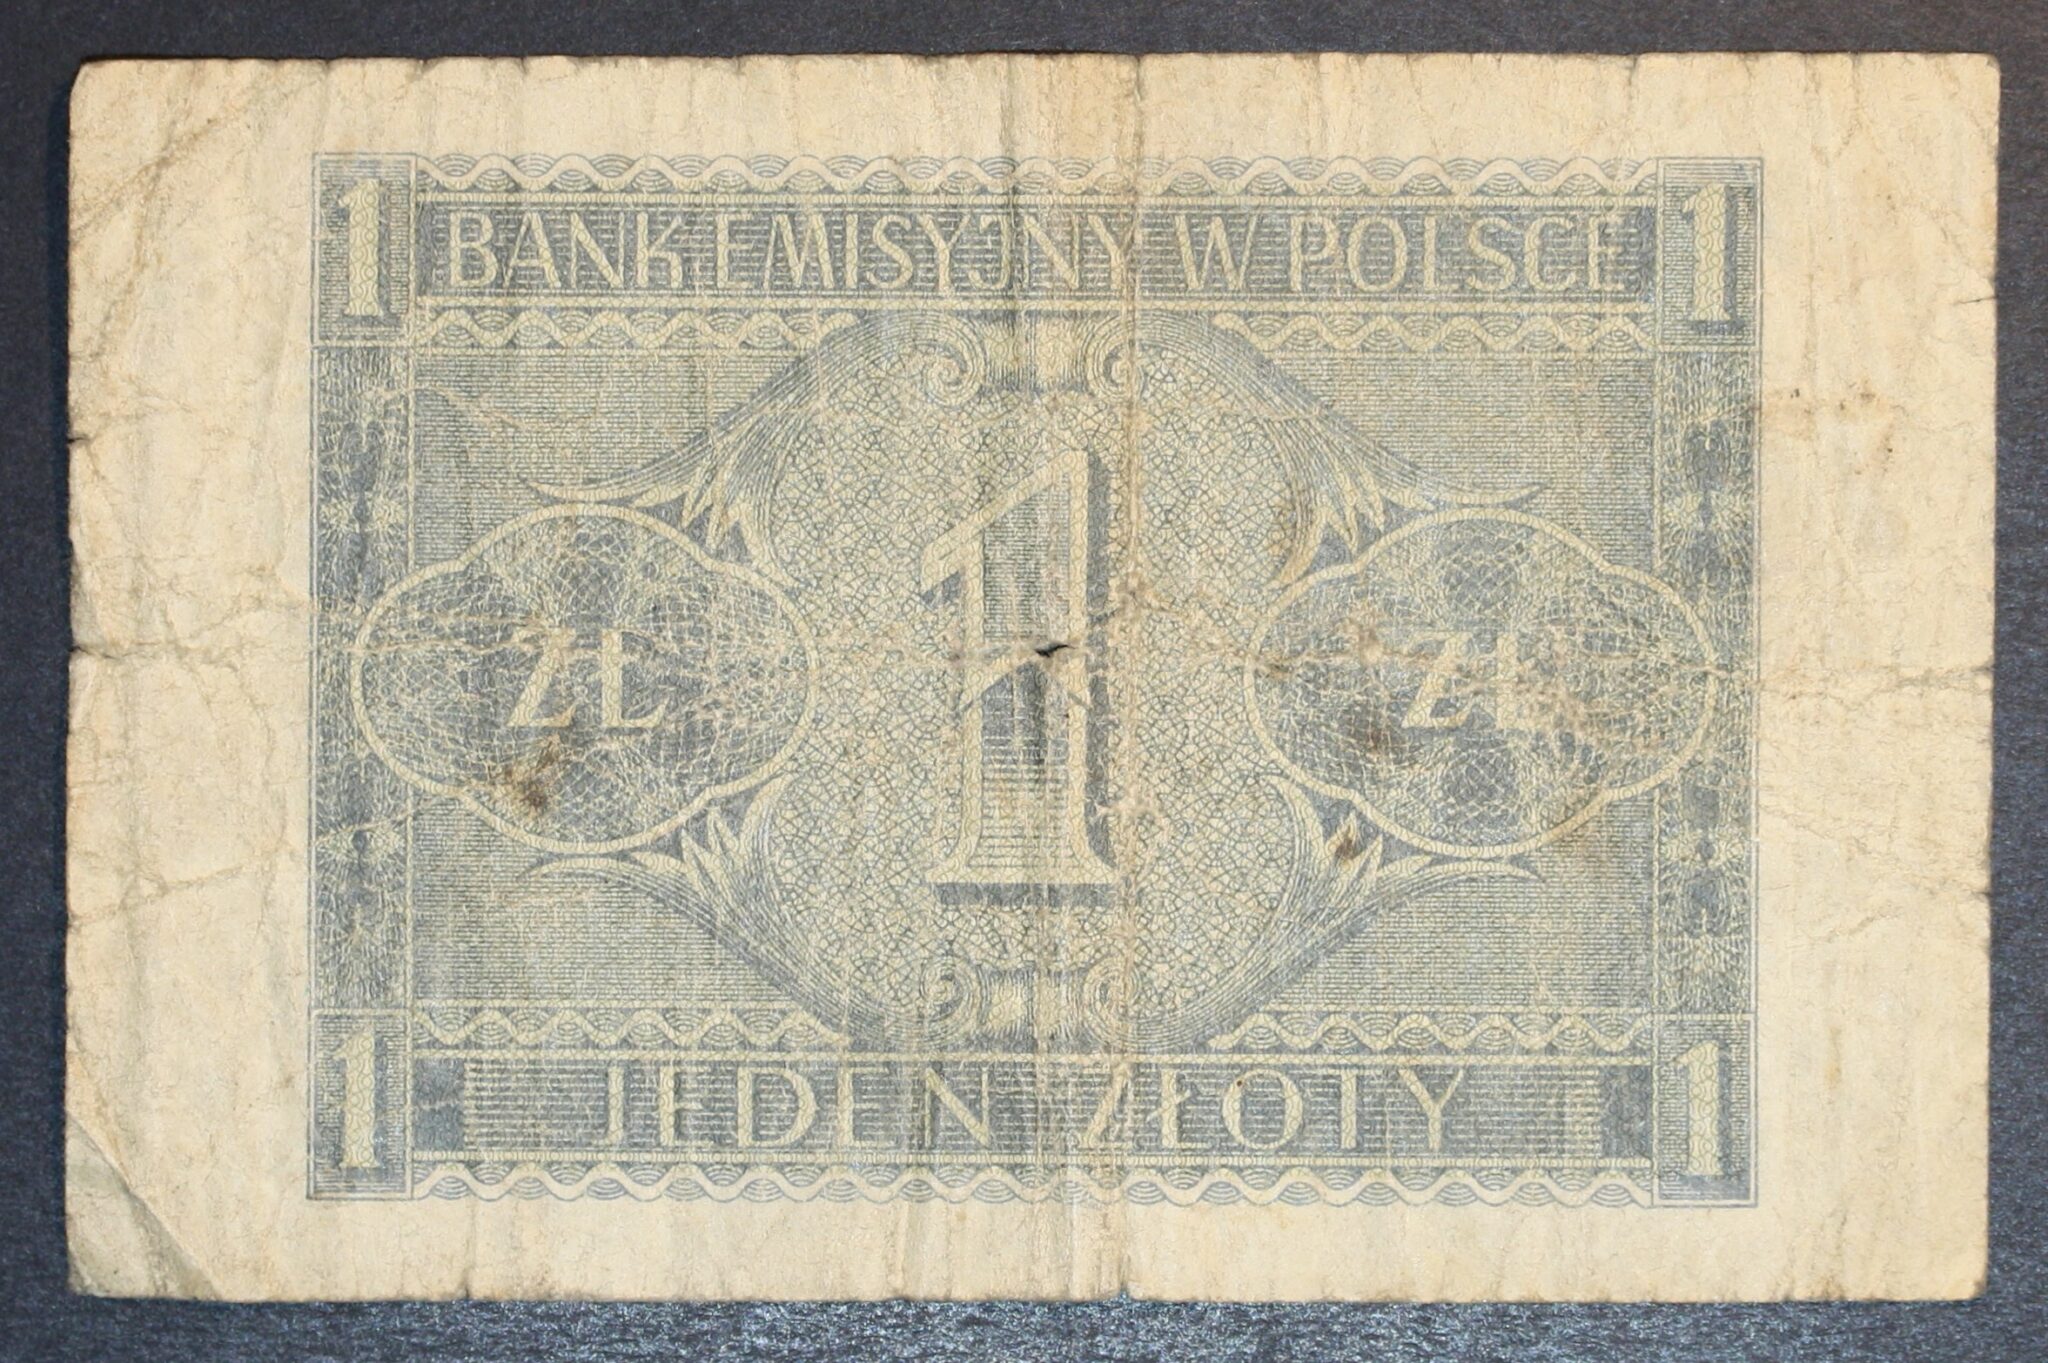 1 BANK EMISYJNY W POLSCE 1
ZŁ 1 ZŁ
1 JEDEN ZŁOTY 1